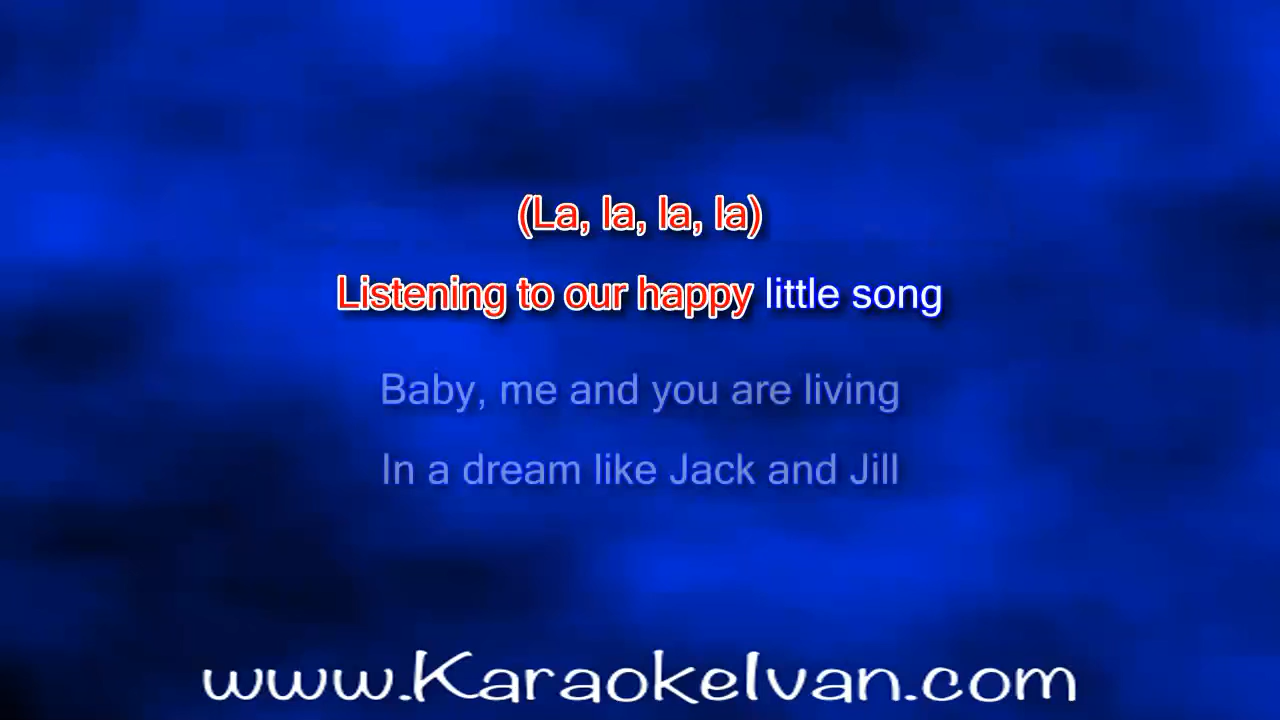 (La, la, la, la)
Listening to our happy little song
Baby, me and you are living
In a dream like Jack and Jill
www.KaraokeIvan.com